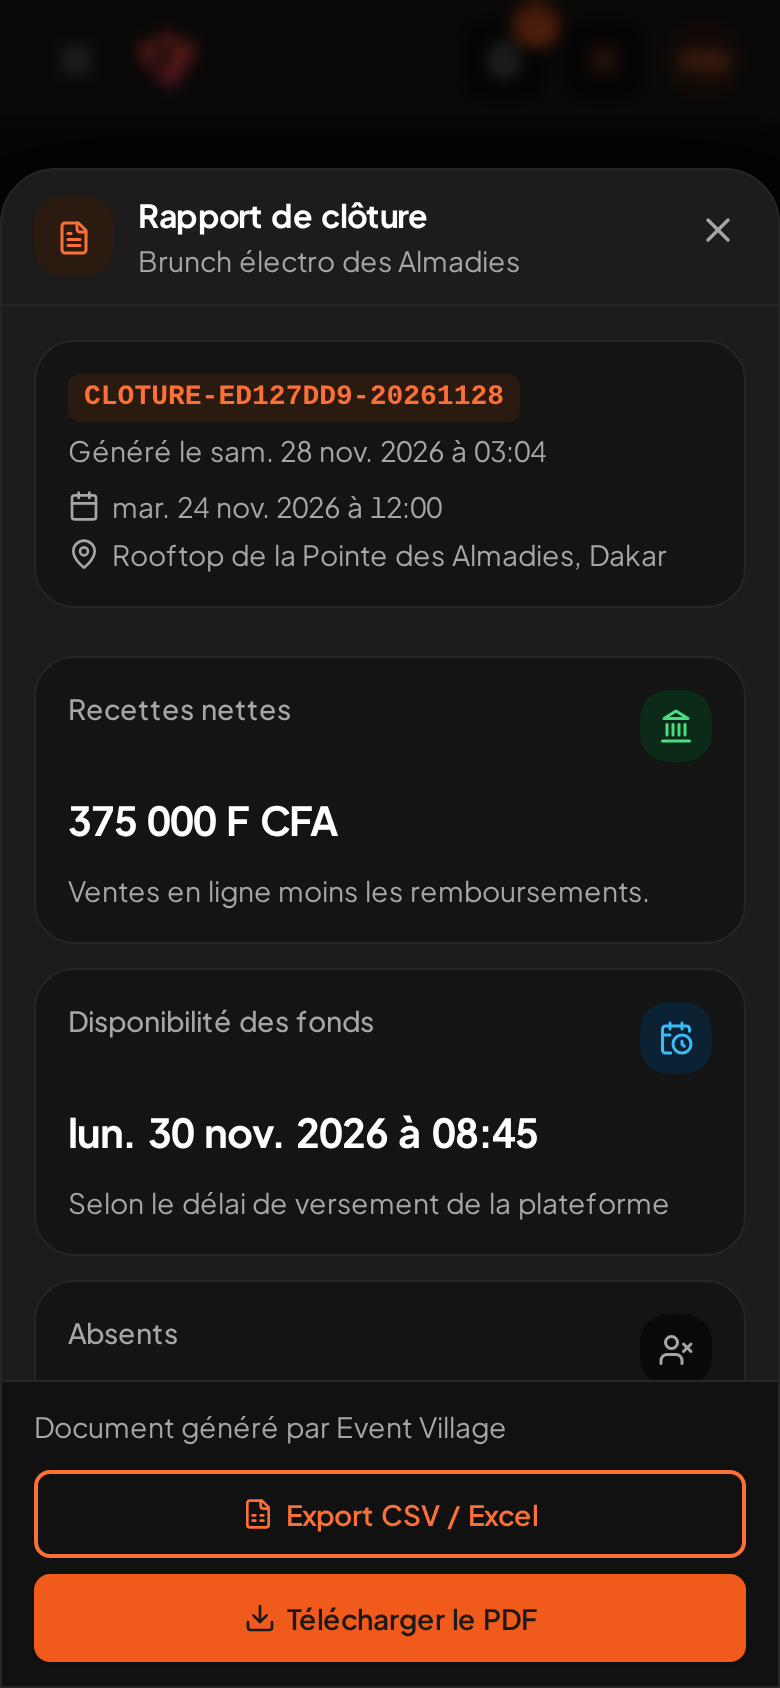 Rapport de clôture
Brunch électro des Almadies
CLOTURE-ED127DD9-20261128
Généré le sam. 28 nov. 2026 à 03:04
mar. 24 nov. 2026 à 12:00
Rooftop de la Pointe des Almadies, Dakar
Recettes nettes
375 000 F CFA
Ventes en ligne moins les remboursements.
Disponibilité des fonds
lun. 30 nov. 2026 à 08:45
Selon le délai de versement de la plateforme
Absents
Document généré par Event Village
Export CSV / Excel
Télécharger le PDF